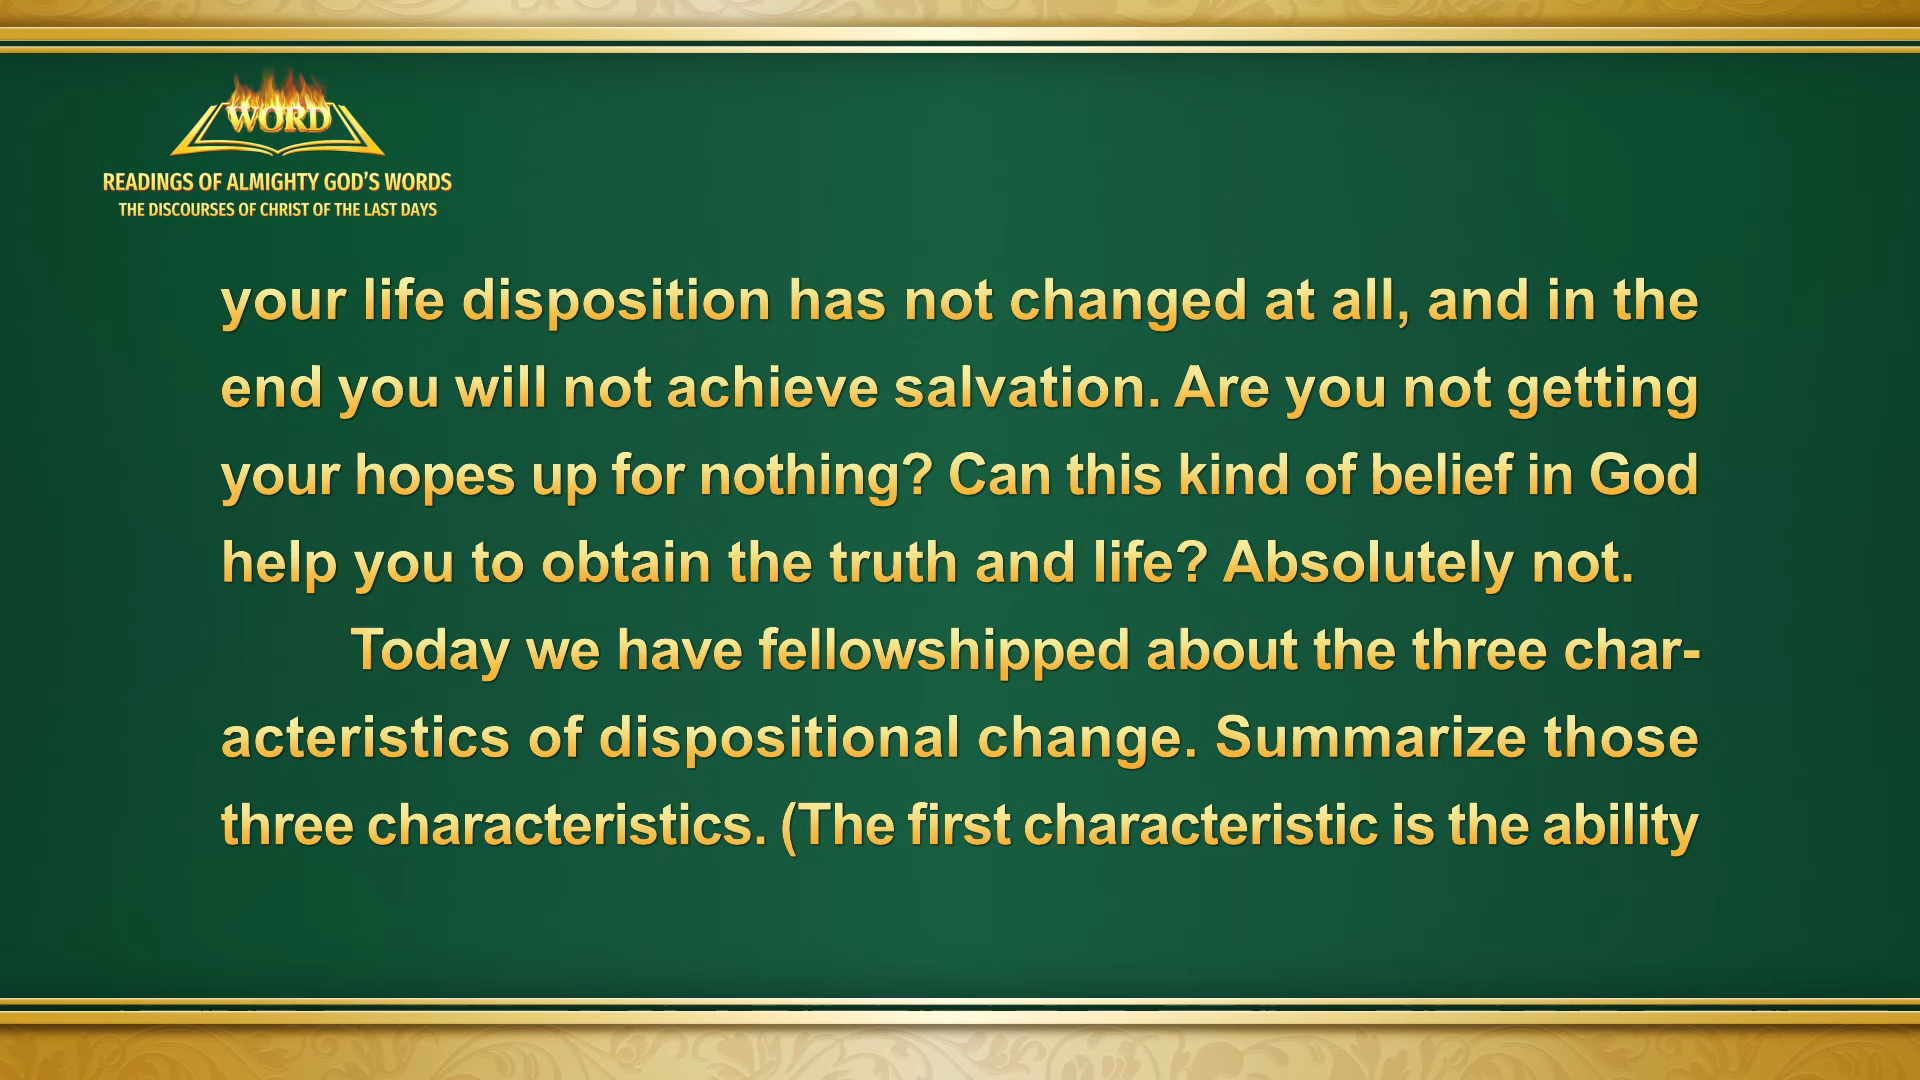 WORD
READINGS OF ALMIGHTY GOD'S WORDS
THE DISCOURSES OF CHRIST OF THE LAST DAYS
your life disposition has not changed at all, and in the
end you will not achieve salvation. Are you not getting
your hopes up for nothing? Can this kind of belief in God
help you to obtain the truth and life? Absolutely not.
Today we have fellowshipped about the three char-
acteristics of dispositional change. Summarize those
three characteristics. (The first characteristic is the ability